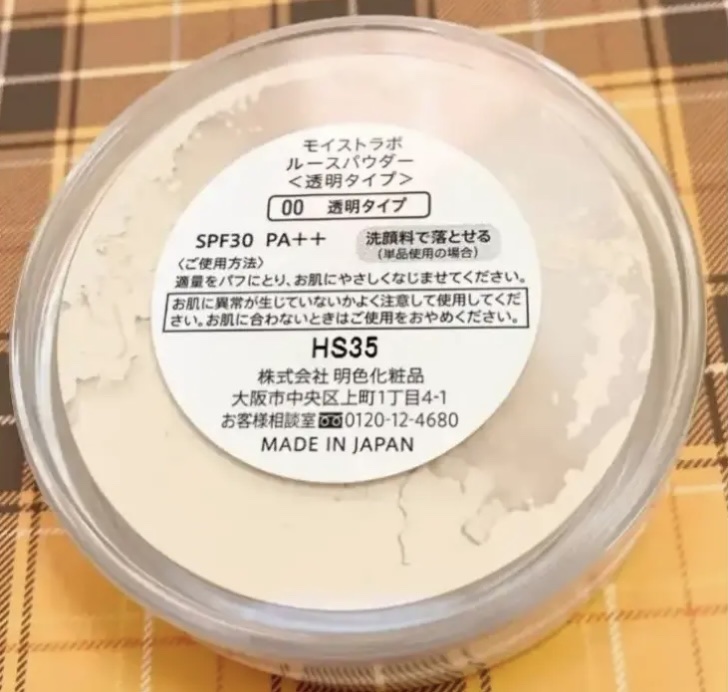 モイストラボ
ルースパウダー
＜透明タイプ＞
00 透明タイプ
SPF30 PA++ 洗顔料で落とせる
(単品使用の場合)
〈ご使用方法〉
適量をパフにとり、お肌にやさしくなじませてください。
お肌に異常が生じていないかよく注意して使用してくだ
さい。お肌に合わないときはご使用をおやめください。
HS35
株式会社 明色化粧品
大阪市中央区上町1丁目4-1
お客様相談室 0120-12-4680
MADE IN JAPAN